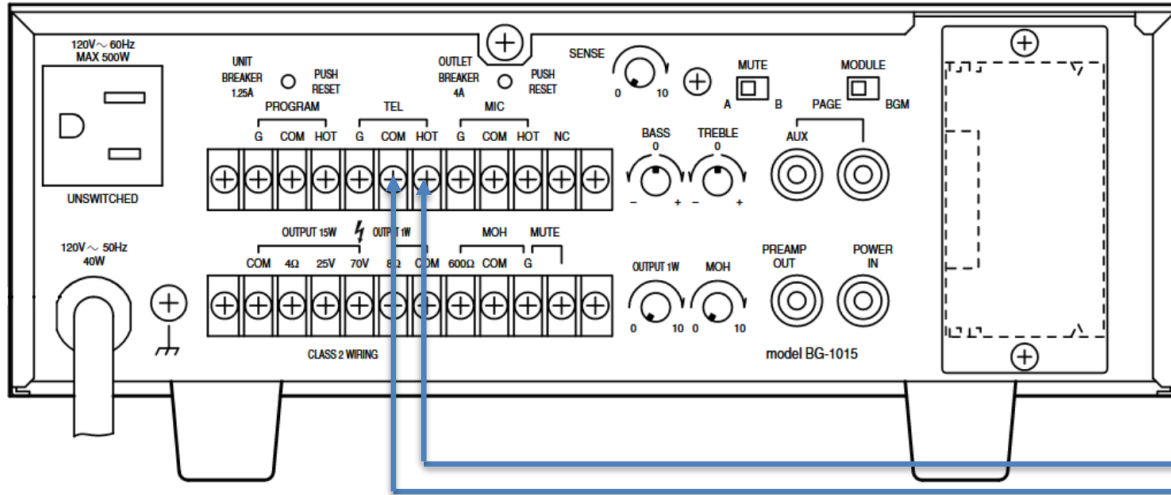 120V∼ 60Hz
MAX 500W
UNSWITCHED
120V∼ 50Hz
40W
UNIT
BREAKER
1.25A
PUSH
RESET
OUTLET
BREAKER
4A
PUSH
RESET
SENSE
0 10
MUTE
A B
MODULE
PAGE BGM
PROGRAM TEL MIC
G COM HOT G COM HOT G COM HOT NC
BASS
0
- +
TREBLE
0
- +
AUX
OUTPUT 15W OUTPUT 1W MOH MUTE
COM 4Ω 25V 70V 8Ω COM 600Ω COM G
CLASS 2 WIRING
OUTPUT 1W
0 10
MOH
0 10
PREAMP
OUT
POWER
IN
model BG-1015